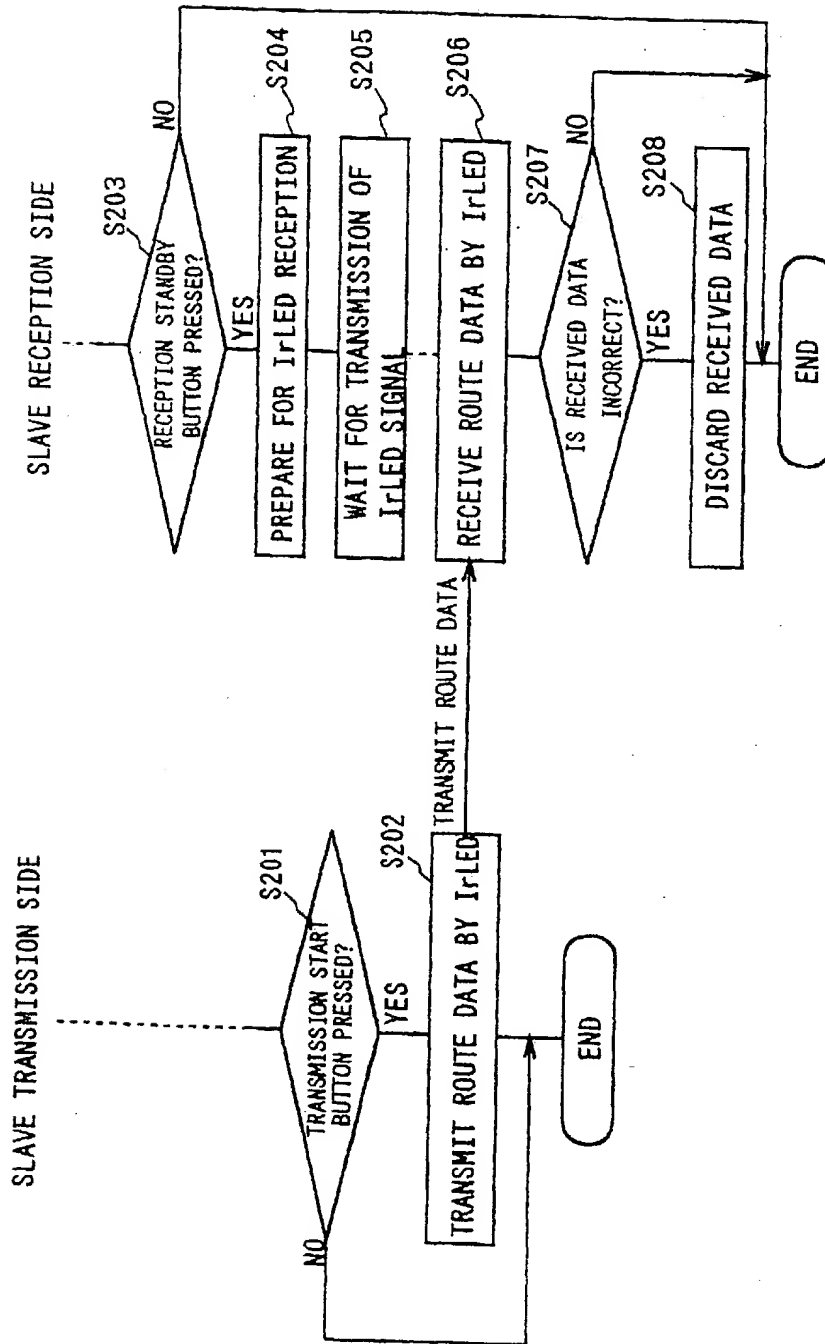 SLAVE TRANSMISSION SIDE
S201
TRANSMISSION START
BUTTON PRESSED?
NO
YES
S202
TRANSMIT ROUTE DATA BY IrLED
END
TRANSMIT ROUTE DATA
SLAVE RECEPTION SIDE
S203
RECEPTION STANDBY
BUTTON PRESSED?
NO
YES
S204
PREPARE FOR IrLED RECEPTION
S205
WAIT FOR TRANSMISSION OF
IrLED SIGNAL
S206
RECEIVE ROUTE DATA BY IrLED
S207
IS RECEIVED DATA
INCORRECT?
NO
YES
S208
DISCARD RECEIVED DATA
END